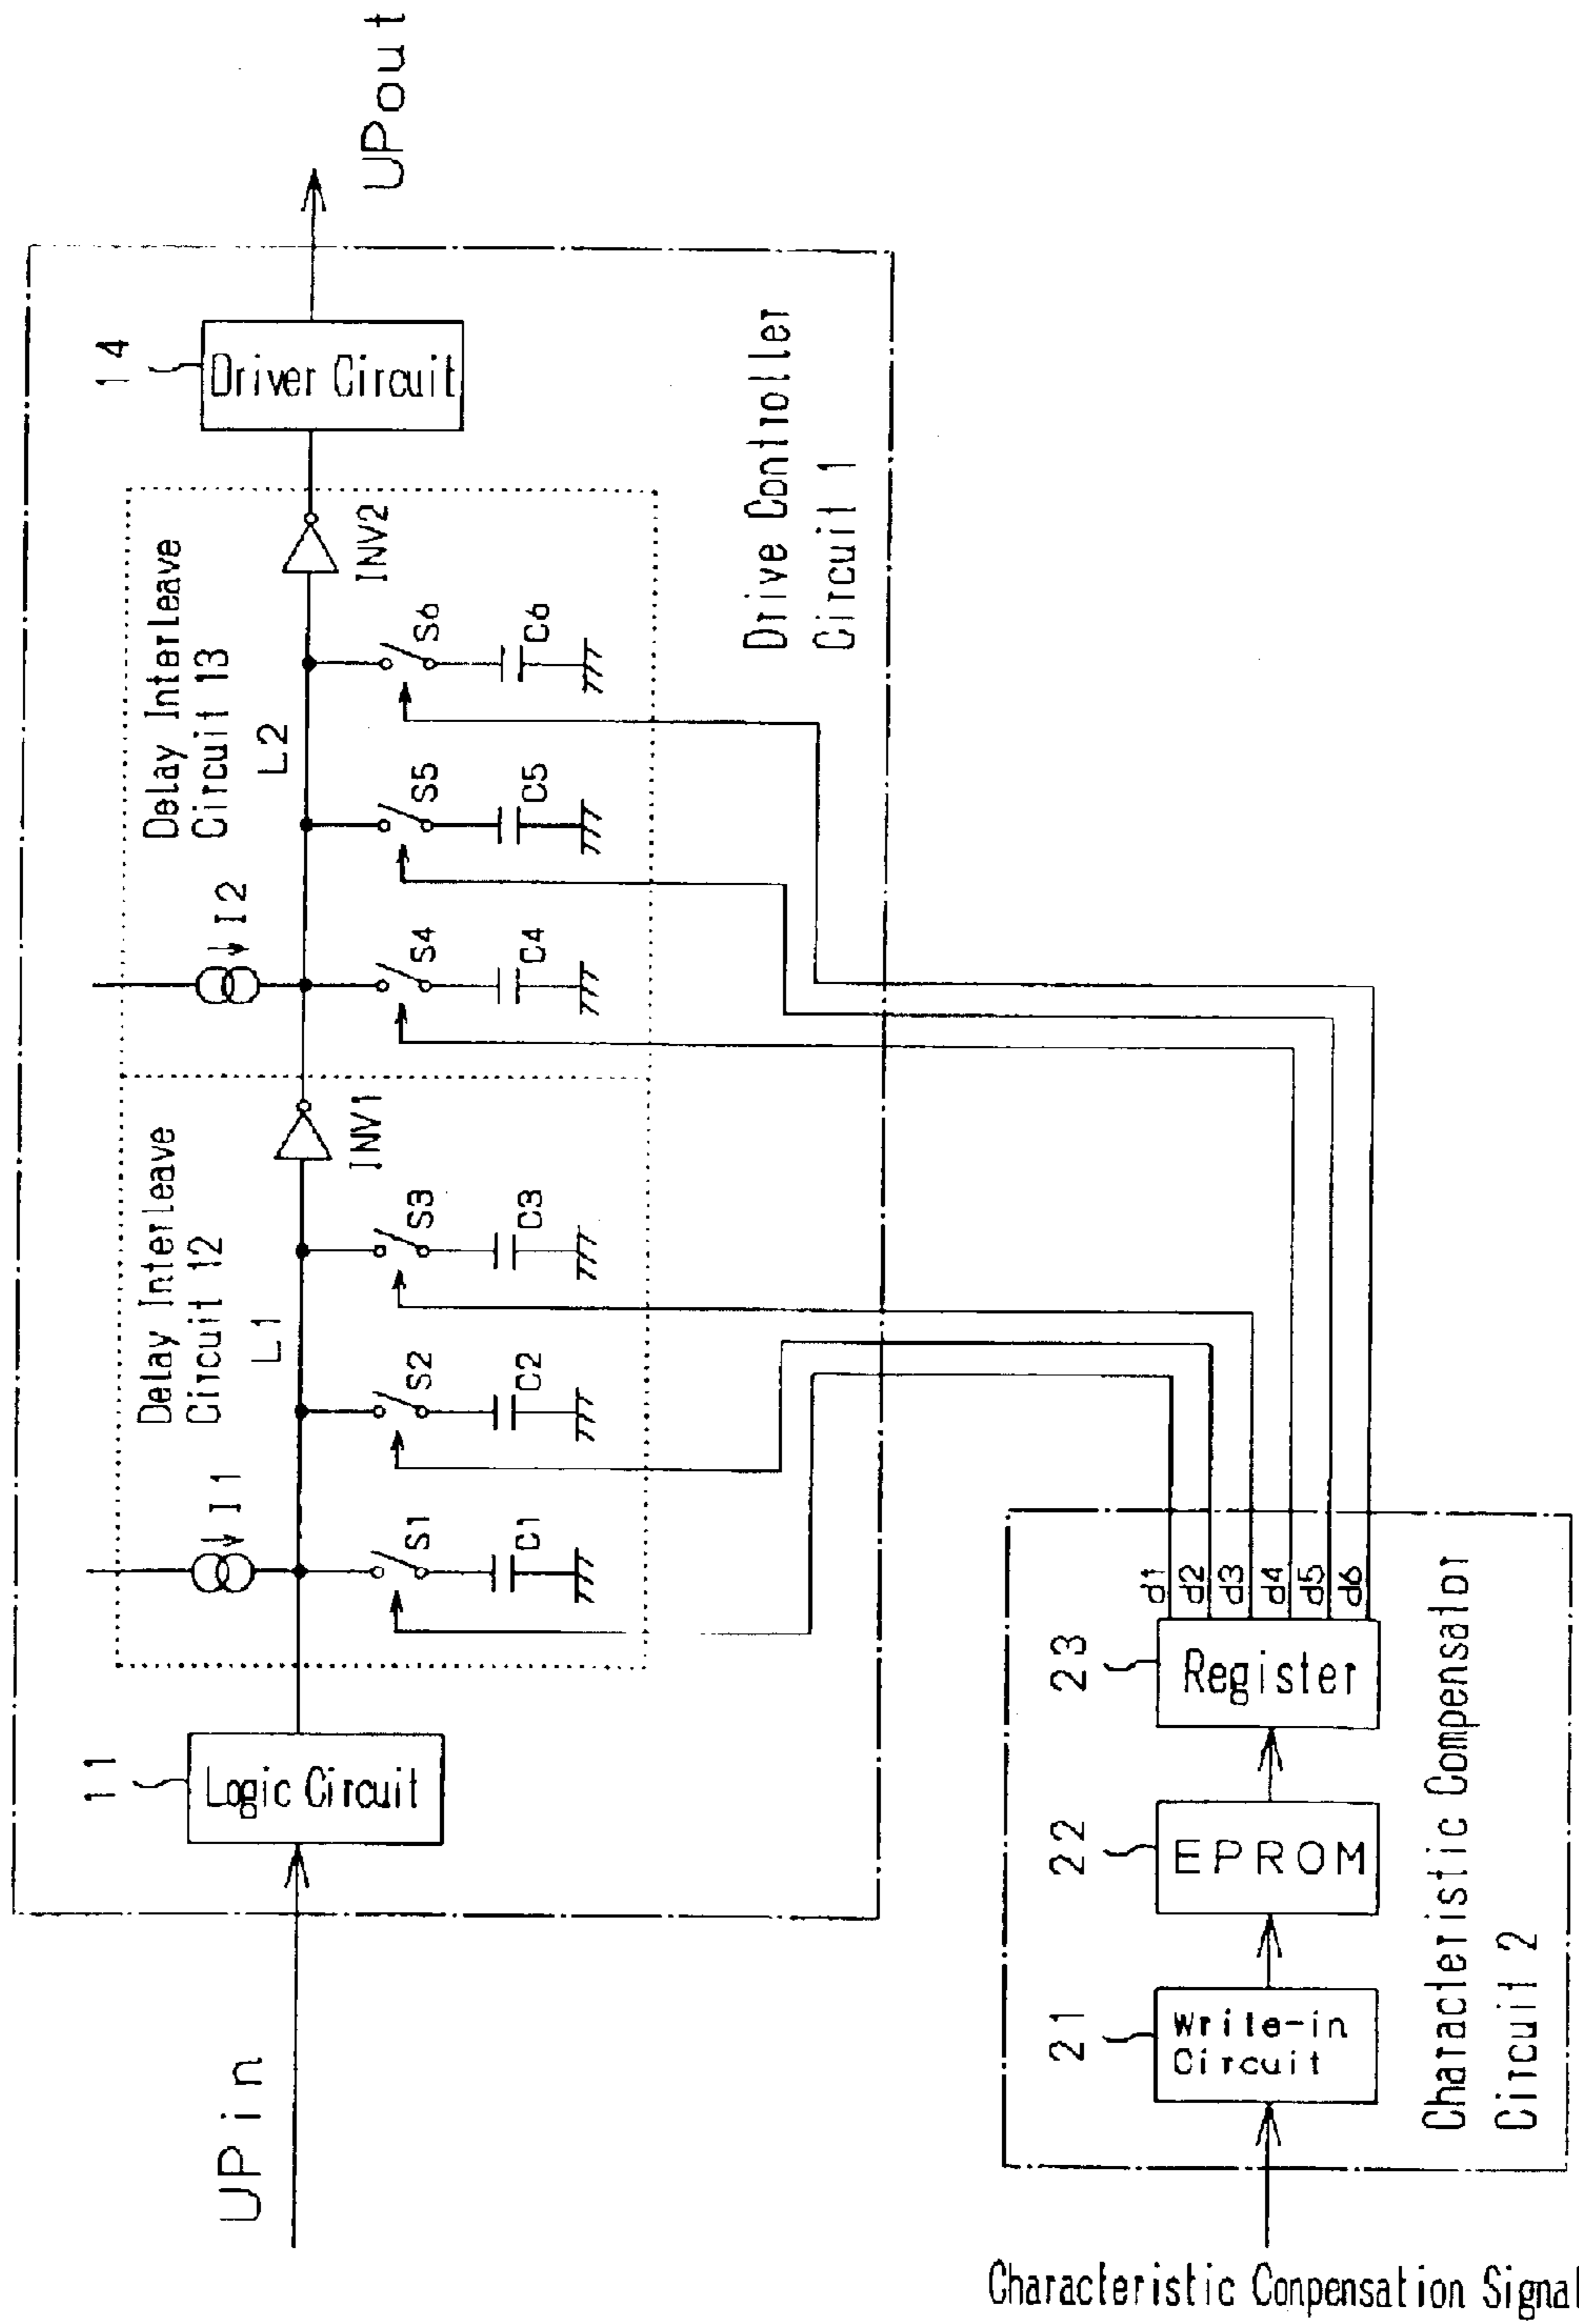 UPin
11
Logic Circuit
Delay Interleave
Circuit 12
I1
L1
S1
C1
S2
C2
S3
C3
INV1
Delay Interleave
Circuit 13
I2
L2
S4
C4
S5
C5
S6
C6
INV2
14
Driver Circuit
UPout
Drive Controller
Circuit 1
Characteristic Conpensation Signal
21
Write-in
Circuit
22
EPROM
23
Register
d1
d2
d3
d4
d5
d6
Characteristic Compensator
Circuit 2